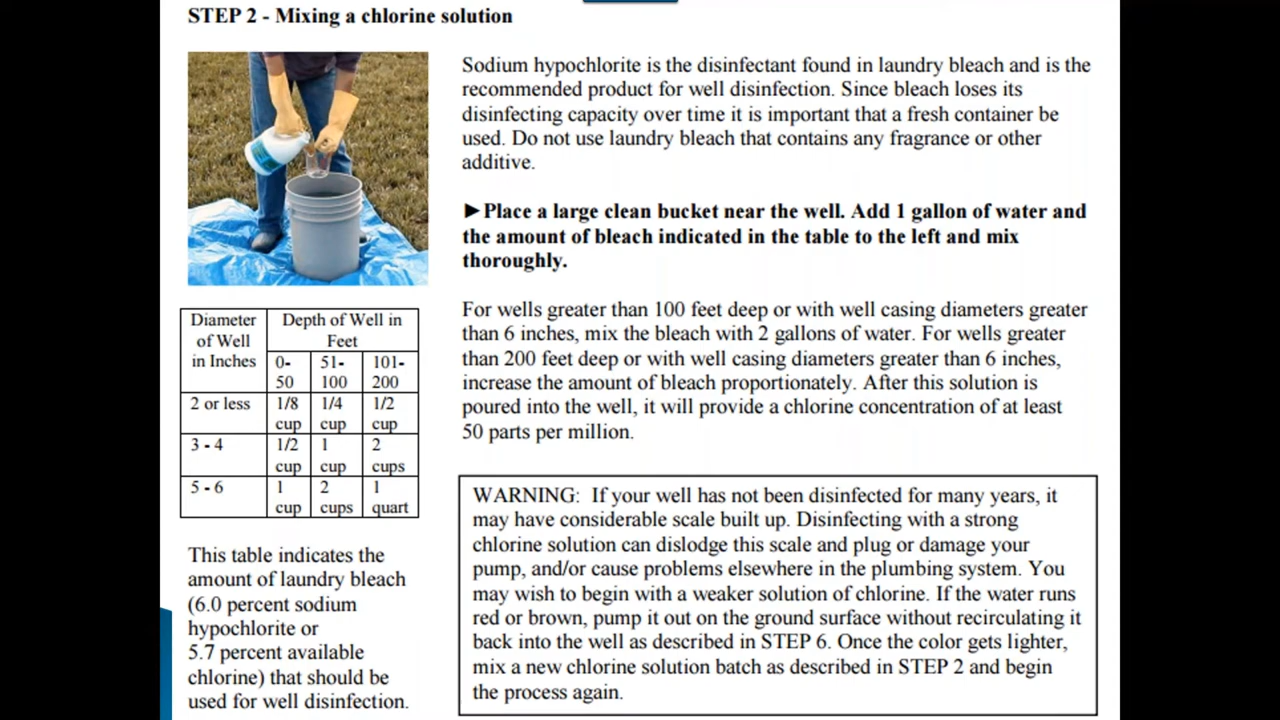 STEP 2 - Mixing a chlorine solution
Sodium hypochlorite is the disinfectant found in laundry bleach and is the
recommended product for well disinfection. Since bleach loses its
disinfecting capacity over time it is important that a fresh container be
used. Do not use laundry bleach that contains any fragrance or other
additive.
►Place a large clean bucket near the well. Add 1 gallon of water and
the amount of bleach indicated in the table to the left and mix
thoroughly.
For wells greater than 100 feet deep or with well casing diameters greater
than 6 inches, mix the bleach with 2 gallons of water. For wells greater
than 200 feet deep or with well casing diameters greater than 6 inches,
increase the amount of bleach proportionately. After this solution is
poured into the well, it will provide a chlorine concentration of at least
50 parts per million.
Diameter of Well in Inches | Depth of Well in Feet
0-50 | 51-100 | 101-200
2 or less | 1/8 cup | 1/4 cup | 1/2 cup
3 - 4 | 1/2 cup | 1 cup | 2 cups
5 - 6 | 1 cup | 2 cups | 1 quart
This table indicates the
amount of laundry bleach
(6.0 percent sodium
hypochlorite or
5.7 percent available
chlorine) that should be
used for well disinfection.
WARNING: If your well has not been disinfected for many years, it
may have considerable scale built up. Disinfecting with a strong
chlorine solution can dislodge this scale and plug or damage your
pump, and/or cause problems elsewhere in the plumbing system. You
may wish to begin with a weaker solution of chlorine. If the water runs
red or brown, pump it out on the ground surface without recirculating it
back into the well as described in STEP 6. Once the color gets lighter,
mix a new chlorine solution batch as described in STEP 2 and begin
the process again.